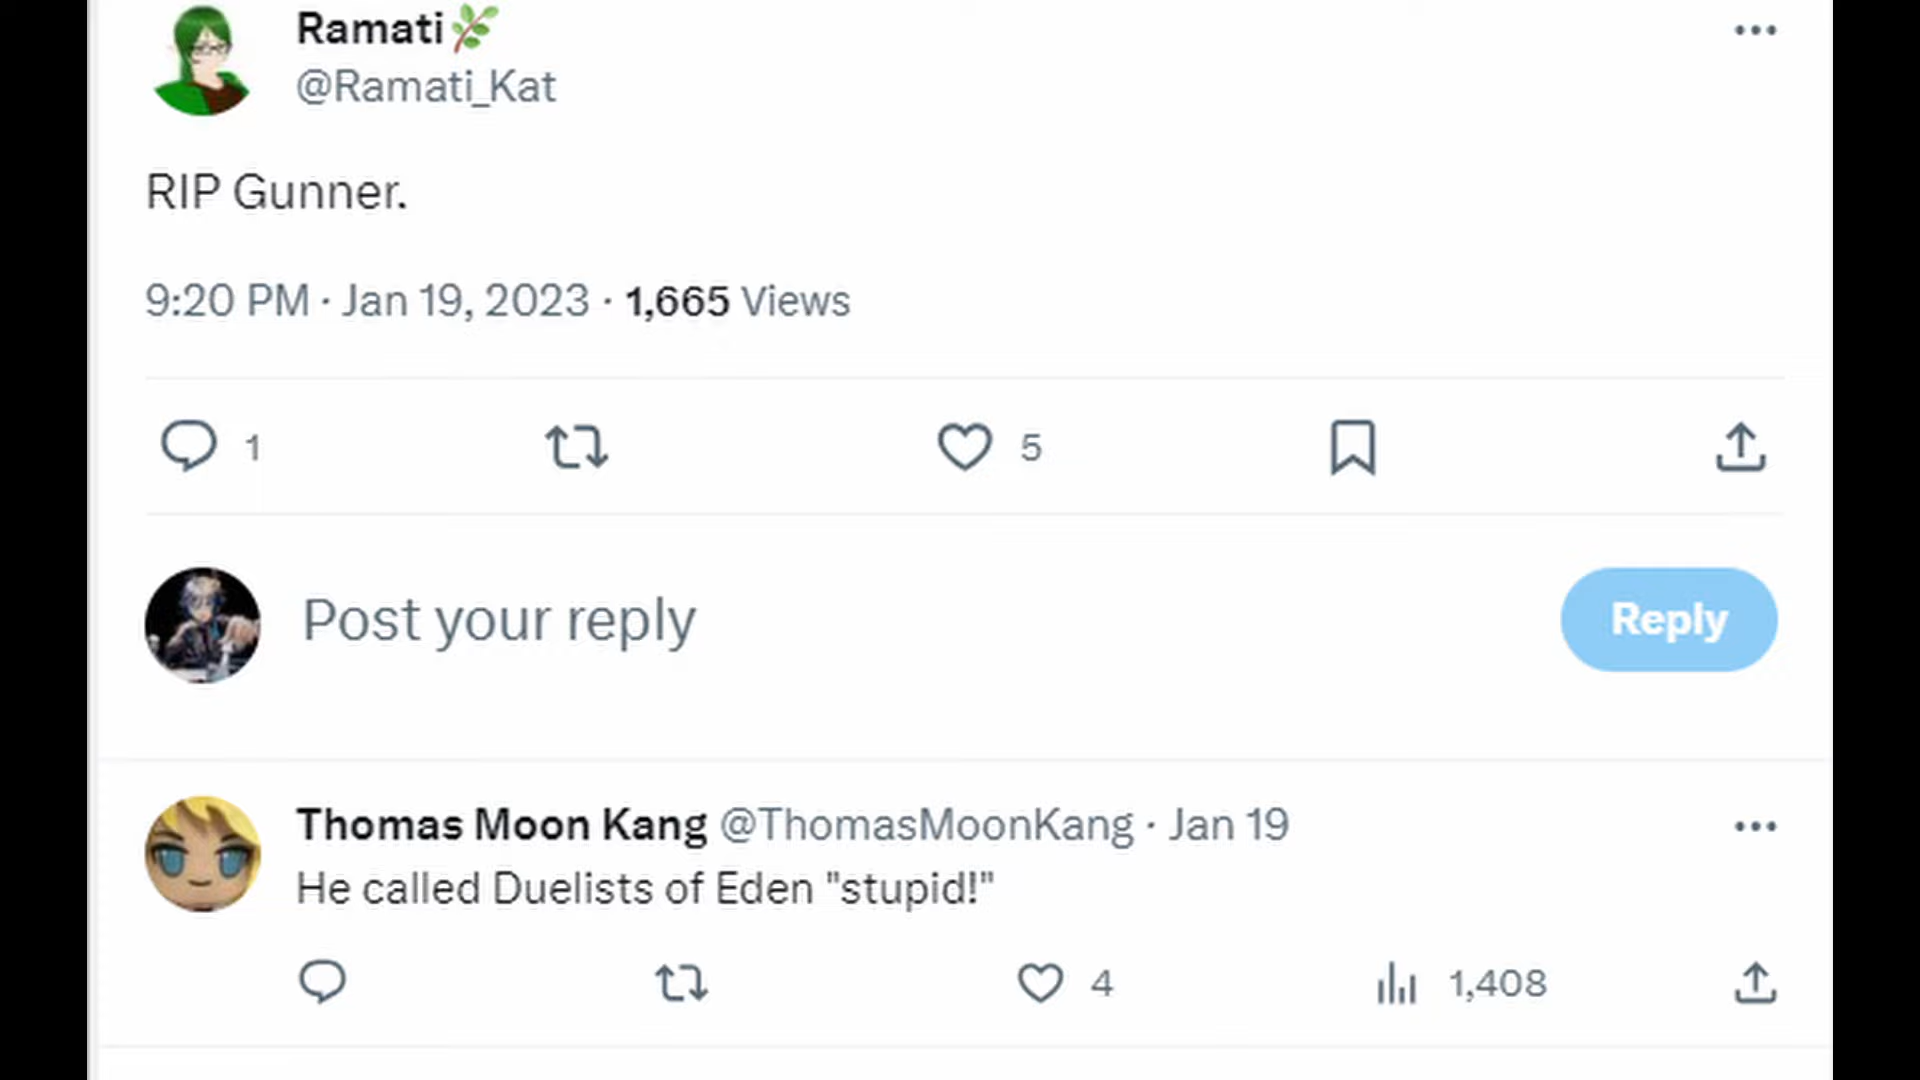 Ramati🌿
@Ramati_Kat
RIP Gunner.
9:20 PM · Jan 19, 2023 · 1,665 Views
1 5
Post your reply
Reply
Thomas Moon Kang @ThomasMoonKang · Jan 19
He called Duelists of Eden "stupid!"
4 1,408